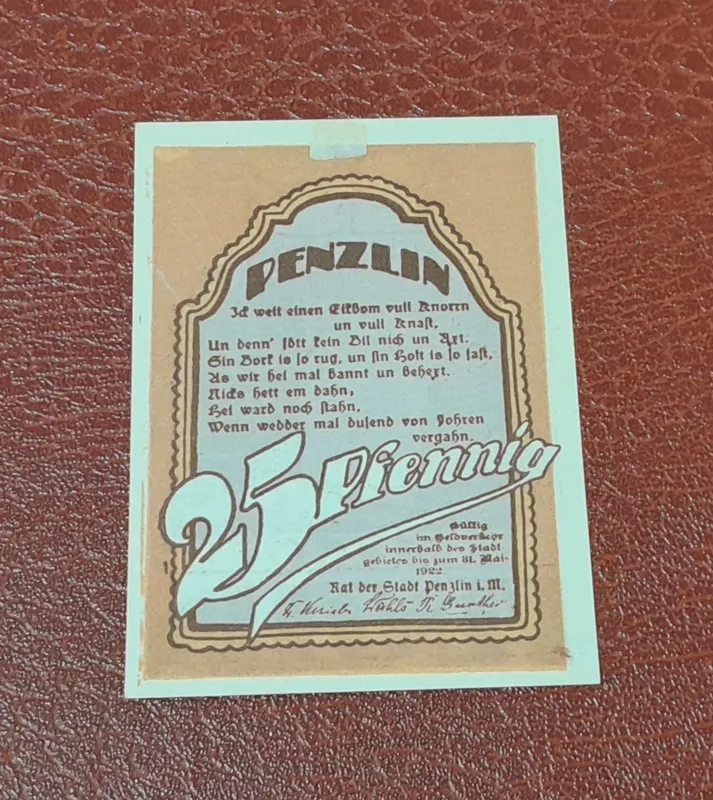 PENZLIN
Ick weit einen Eikbom vull Knorrn
un vull Knast,
Un denn' fött kein Bil nich un Axt.
Sin Bork is so rug, un sin Holt is so fast,
As wir hei mal bannt un behext.
Nicks hett em dahn,
Hei ward noch stahn,
Wenn wedder mal dusend von Johren
vergahn.
25 Pfennig
Gültig
im Geldverkehr
innerhalb des Stadt-
gebietes bis zum 31. Mai
1922
Rat der Stadt Penzlin i. M.